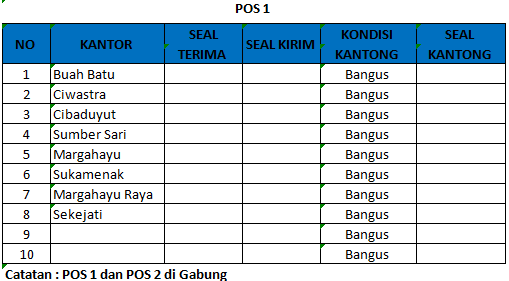 POS 1
NO KANTOR SEAL TERIMA SEAL KIRIM KONDISI KANTONG SEAL KANTONG
1 Buah Batu Bangus
2 Ciwastra Bangus
3 Cibaduyut Bangus
4 Sumber Sari Bangus
5 Margahayu Bangus
6 Sukamenak Bangus
7 Margahayu Raya Bangus
8 Sekejati Bangus
9 Bangus
10 Bangus
Catatan : POS 1 dan POS 2 di Gabung